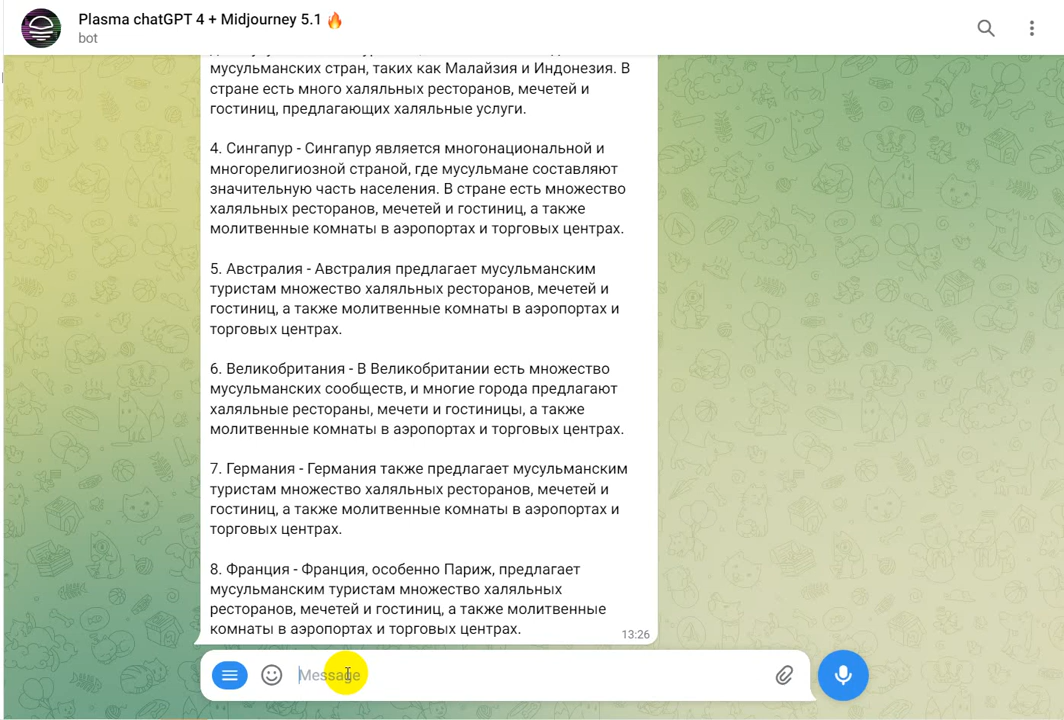 Plasma chatGPT 4 + Midjourney 5.1 🔥
bot
мусульманских стран, таких как Малайзия и Индонезия. В
стране есть много халяльных ресторанов, мечетей и
гостиниц, предлагающих халяльные услуги.
4. Сингапур - Сингапур является многонациональной и
многорелигиозной страной, где мусульмане составляют
значительную часть населения. В стране есть множество
халяльных ресторанов, мечетей и гостиниц, а также
молитвенные комнаты в аэропортах и торговых центрах.
5. Австралия - Австралия предлагает мусульманским
туристам множество халяльных ресторанов, мечетей и
гостиниц, а также молитвенные комнаты в аэропортах и
торговых центрах.
6. Великобритания - В Великобритании есть множество
мусульманских сообществ, и многие города предлагают
халяльные рестораны, мечети и гостиницы, а также
молитвенные комнаты в аэропортах и торговых центрах.
7. Германия - Германия также предлагает мусульманским
туристам множество халяльных ресторанов, мечетей и
гостиниц, а также молитвенные комнаты в аэропортах и
торговых центрах.
8. Франция - Франция, особенно Париж, предлагает
мусульманским туристам множество халяльных
ресторанов, мечетей и гостиниц, а также молитвенные
комнаты в аэропортах и торговых центрах.
13:26
Message